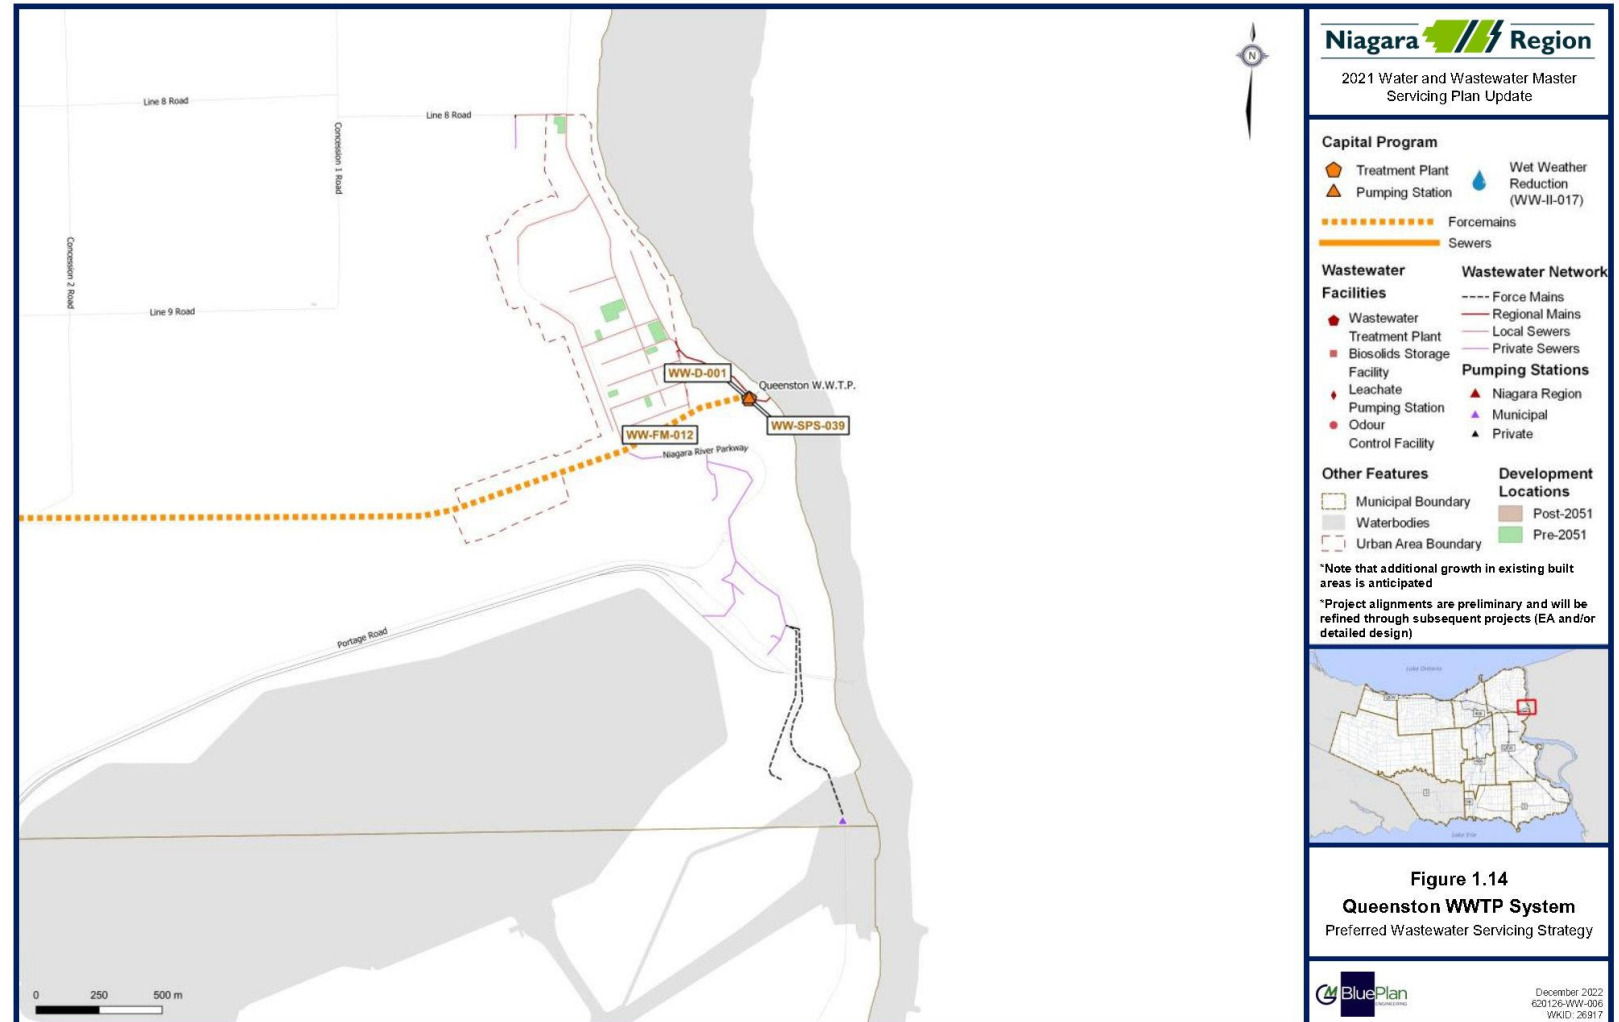 Line 8 Road
Line 8 Road
Concession 1 Road
Concession 2 Road
Line 9 Road
WW-D-001
Queenston W.W.T.P.
WW-SPS-039
WW-FM-012
Niagara River Parkway
Portage Road
0 250 500 m
N
Niagara Region
2021 Water and Wastewater Master
Servicing Plan Update
Capital Program
Treatment Plant
Pumping Station
Wet Weather
Reduction
(WW-II-017)
Forcemains
Sewers
Wastewater
Facilities
Wastewater
Treatment Plant
Biosolids Storage
Facility
Leachate
Pumping Station
Odour
Control Facility
Wastewater Network
Force Mains
Regional Mains
Local Sewers
Private Sewers
Pumping Stations
Niagara Region
Municipal
Private
Other Features
Municipal Boundary
Waterbodies
Urban Area Boundary
Development
Locations
Post-2051
Pre-2051
*Note that additional growth in existing built
areas is anticipated
*Project alignments are preliminary and will be
refined through subsequent projects (EA and/or
detailed design)
Lake Ontario
Lake Erie
Figure 1.14
Queenston WWTP System
Preferred Wastewater Servicing Strategy
GM BluePlan
ENGINEERING
December 2022
620126-WW-006
WKID: 26917